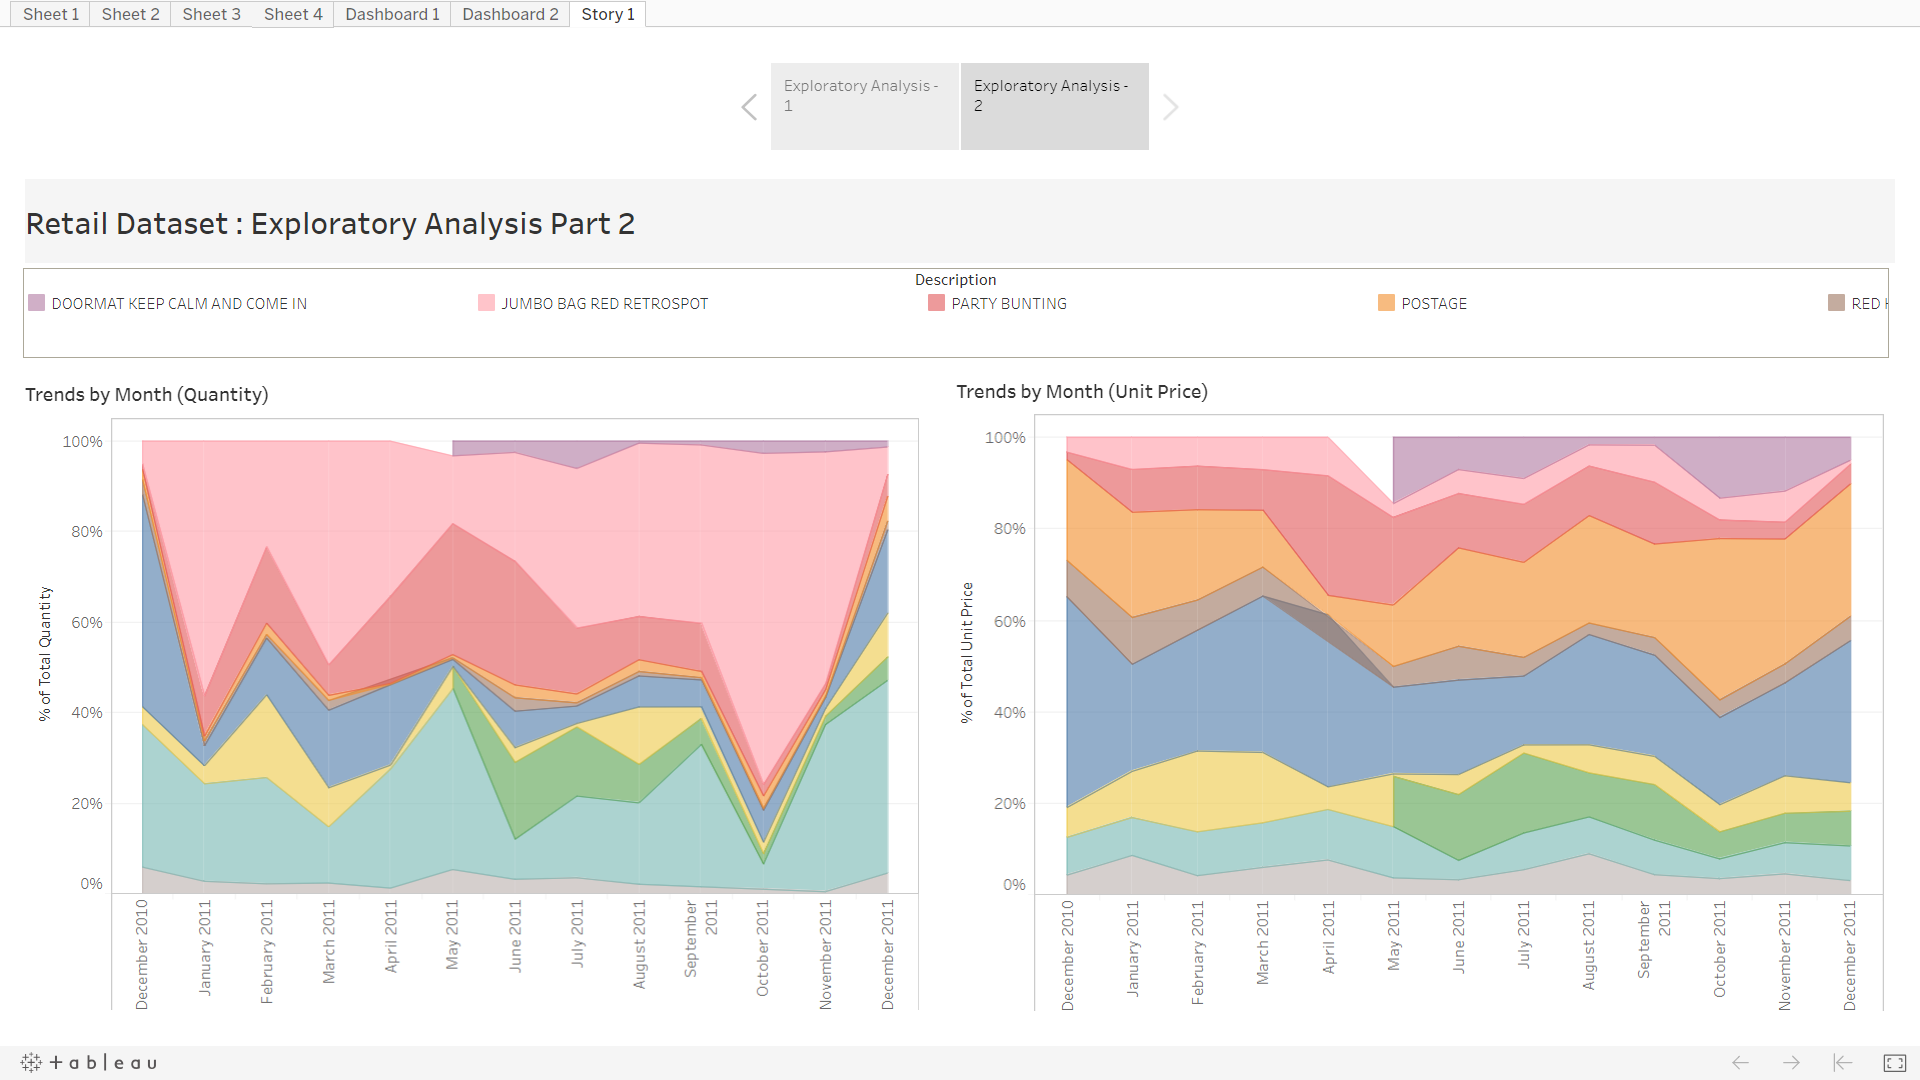 Sheet 1 Sheet 2 Sheet 3 Sheet 4 Dashboard 1 Dashboard 2 Story 1
Exploratory Analysis -
1
Exploratory Analysis -
2
Retail Dataset : Exploratory Analysis Part 2
Description
DOORMAT KEEP CALM AND COME IN JUMBO BAG RED RETROSPOT PARTY BUNTING POSTAGE RED
Trends by Month (Quantity)
% of Total Quantity
100%
80%
60%
40%
20%
0%
December 2010
January 2011
February 2011
March 2011
April 2011
May 2011
June 2011
July 2011
August 2011
September
2011
October 2011
November 2011
December 2011
Trends by Month (Unit Price)
% of Total Unit Price
100%
80%
60%
40%
20%
0%
December 2010
January 2011
February 2011
March 2011
April 2011
May 2011
June 2011
July 2011
August 2011
September
2011
October 2011
November 2011
December 2011
+ableau